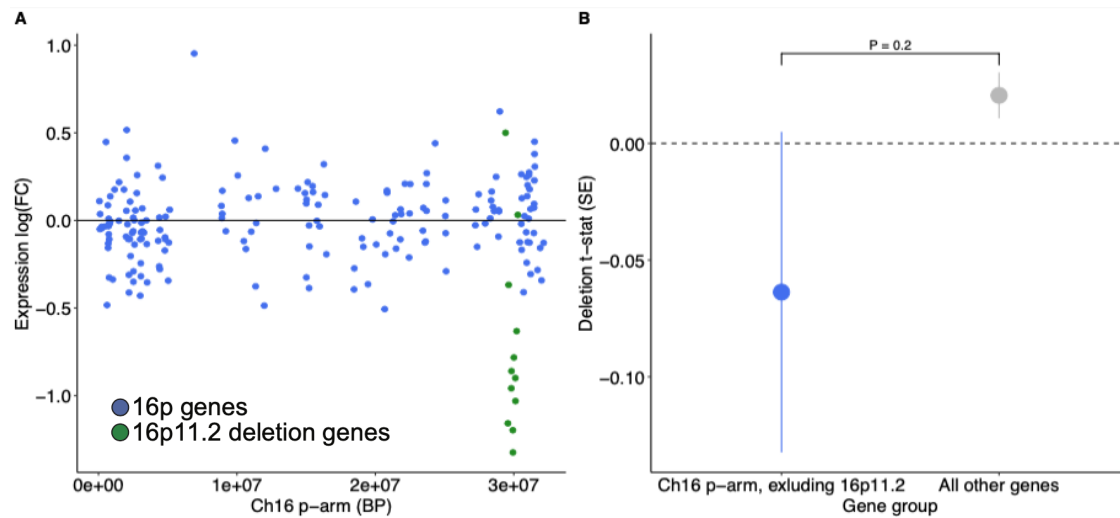 A
1.0
0.5
0.0
−0.5
−1.0
Expression log(FC)
16p genes
16p11.2 deletion genes
0e+00
1e+07
2e+07
3e+07
Ch16 p−arm (BP)
B
P = 0.2
0.00
−0.05
−0.10
Deletion t−stat (SE)
Ch16 p−arm, exluding 16p11.2
All other genes
Gene group